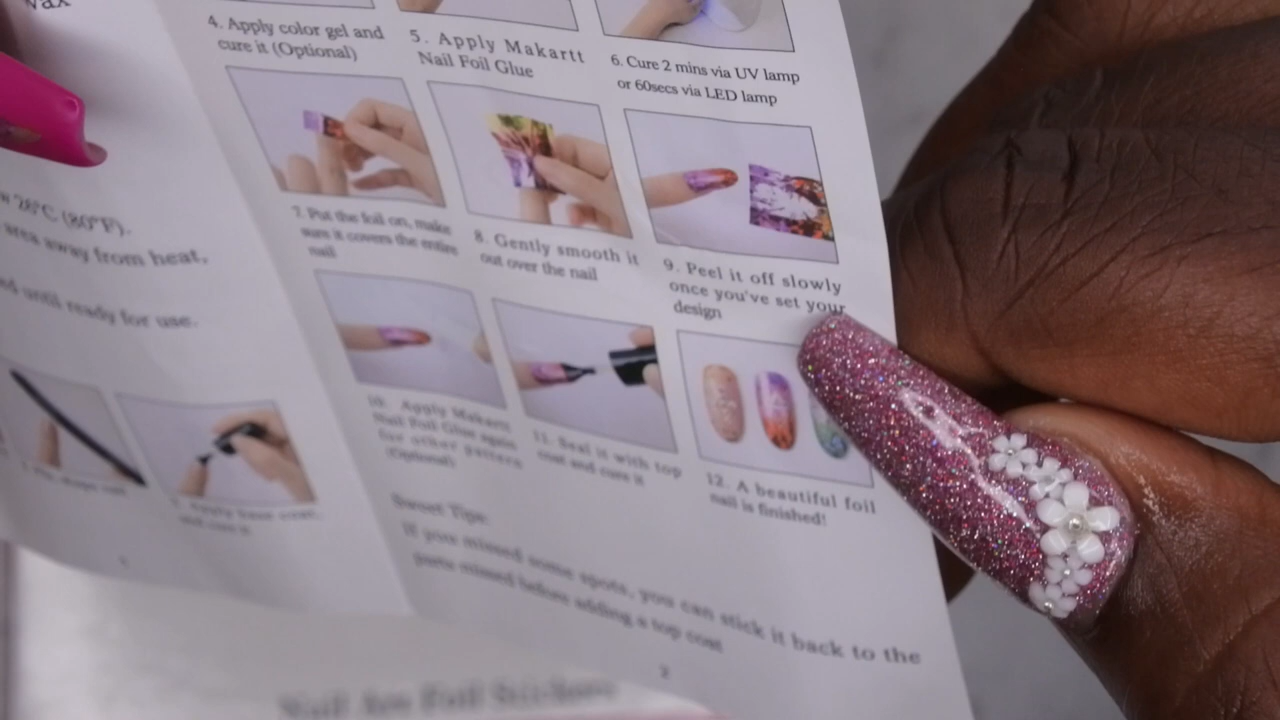 4. Apply color gel and
cure it (Optional)
5. Apply Makartt
Nail Foil Glue
6. Cure 2 mins via UV lamp
or 60secs via LED lamp
7. Put the foil on, make
sure it covers the entire
nail
8. Gently smooth it
out over the nail
9. Peel it off slowly
once you've set your
design
10. Apply Makartt
Nail Foil Glue again
for other pattern
(Optional)
11. Seal it with top
coat and cure it
12. A beautiful foil
nail is finished!
Sweet Tips:
If you missed some spots, you can stick it back to the
parts missed before adding a top coat
2
26°C (80°F).
area away from heat,
until ready for use.
Nail Art Foil Stickers